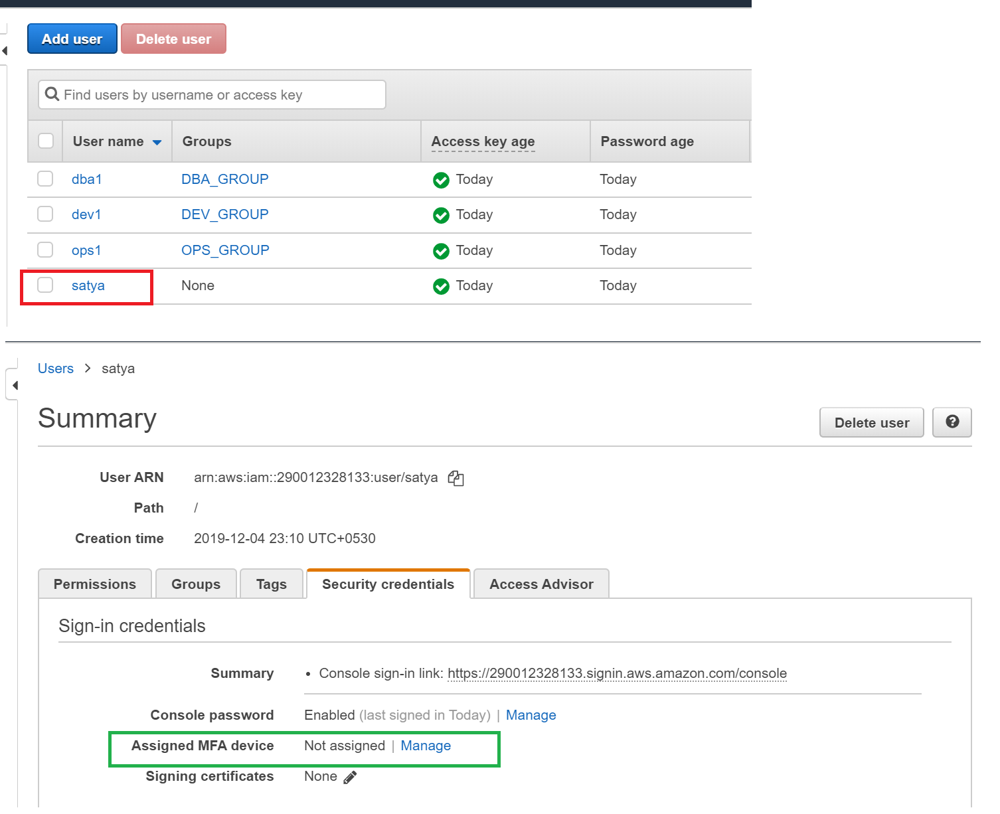 Add user Delete user
Find users by username or access key
User name Groups Access key age Password age
dba1 DBA_GROUP Today Today
dev1 DEV_GROUP Today Today
ops1 OPS_GROUP Today Today
satya None Today Today
Users > satya
Summary Delete user ?
User ARN arn:aws:iam::290012328133:user/satya
Path /
Creation time 2019-12-04 23:10 UTC+0530
Permissions Groups Tags Security credentials Access Advisor
Sign-in credentials
Summary • Console sign-in link: https://290012328133.signin.aws.amazon.com/console
Console password Enabled (last signed in Today) | Manage
Assigned MFA device Not assigned | Manage
Signing certificates None